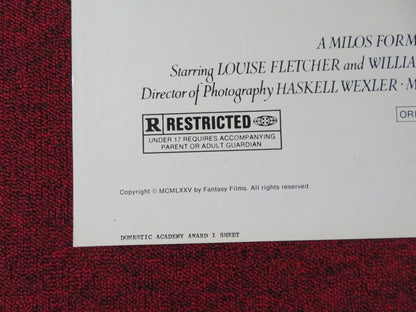 A MILOS FORM
Starring LOUISE FLETCHER and WILLIA
Director of Photography HASKELL WEXLER · M
OR
R RESTRICTED
UNDER 17 REQUIRES ACCOMPANYING
PARENT OR ADULT GUARDIAN
Copyright © MCMLXXV by Fantasy Films. All rights reserved.
DOMESTIC ACADEMY AWARD 1 SHEET